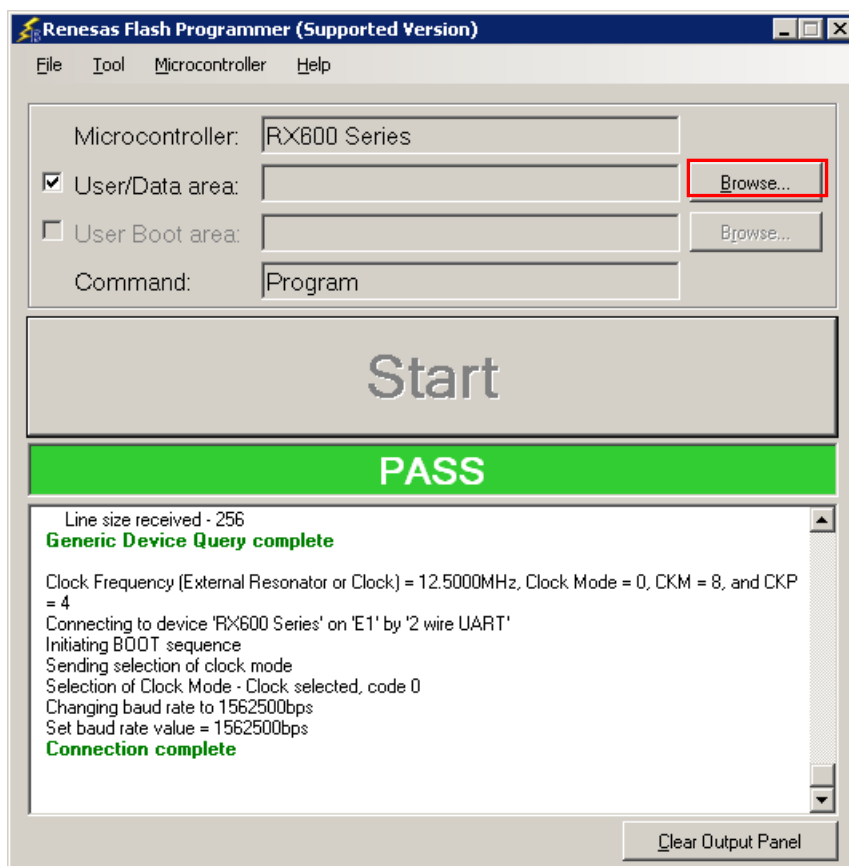 Renesas Flash Programmer (Supported Version)
File Tool Microcontroller Help
Microcontroller: RX600 Series
User/Data area: Browse...
User Boot area: Browse...
Command: Program
Start
PASS
Line size received - 256
Generic Device Query complete
Clock Frequency (External Resonator or Clock) = 12.5000MHz, Clock Mode = 0, CKM = 8, and CKP
= 4
Connecting to device 'RX600 Series' on 'E1' by '2 wire UART'
Initiating BOOT sequence
Sending selection of clock mode
Selection of Clock Mode - Clock selected, code 0
Changing baud rate to 1562500bps
Set baud rate value = 1562500bps
Connection complete
Clear Output Panel